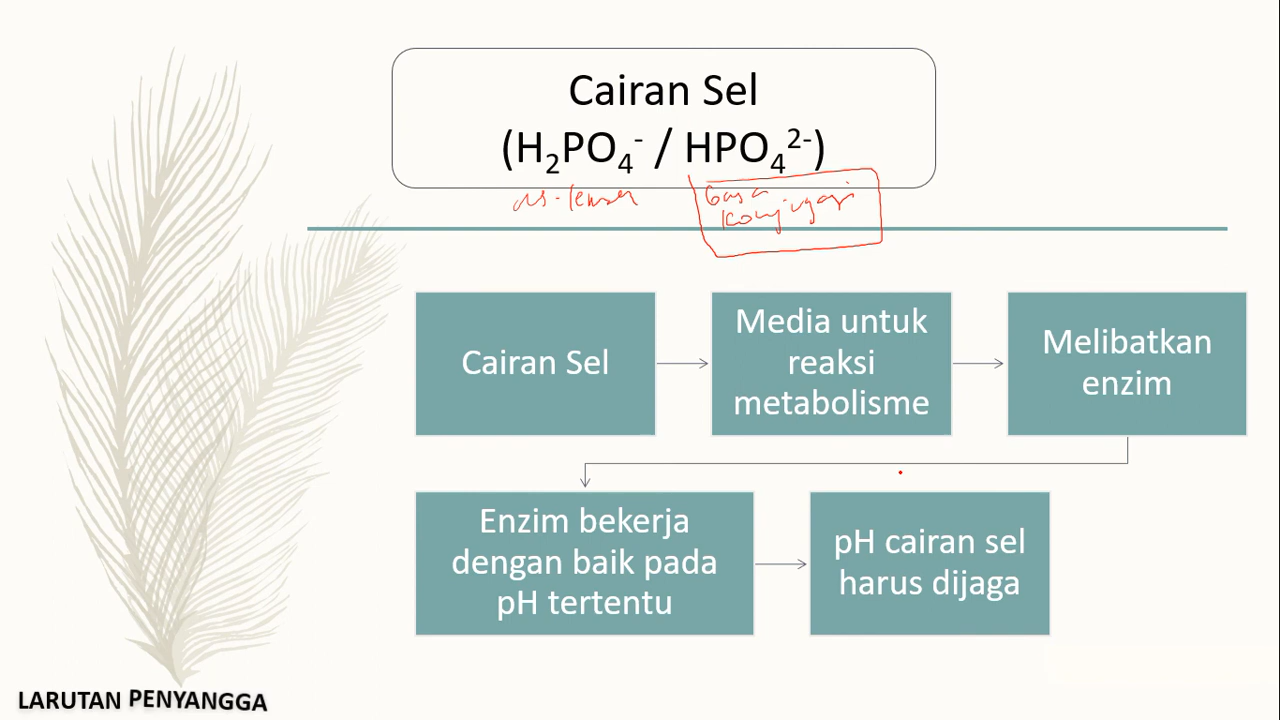 Cairan Sel
(H₂PO₄⁻ / HPO₄²⁻)
as. lemah
basa
konjugasi
Cairan Sel
Media untuk
reaksi
metabolisme
Melibatkan
enzim
Enzim bekerja
dengan baik pada
pH tertentu
pH cairan sel
harus dijaga
LARUTAN PENYANGGA